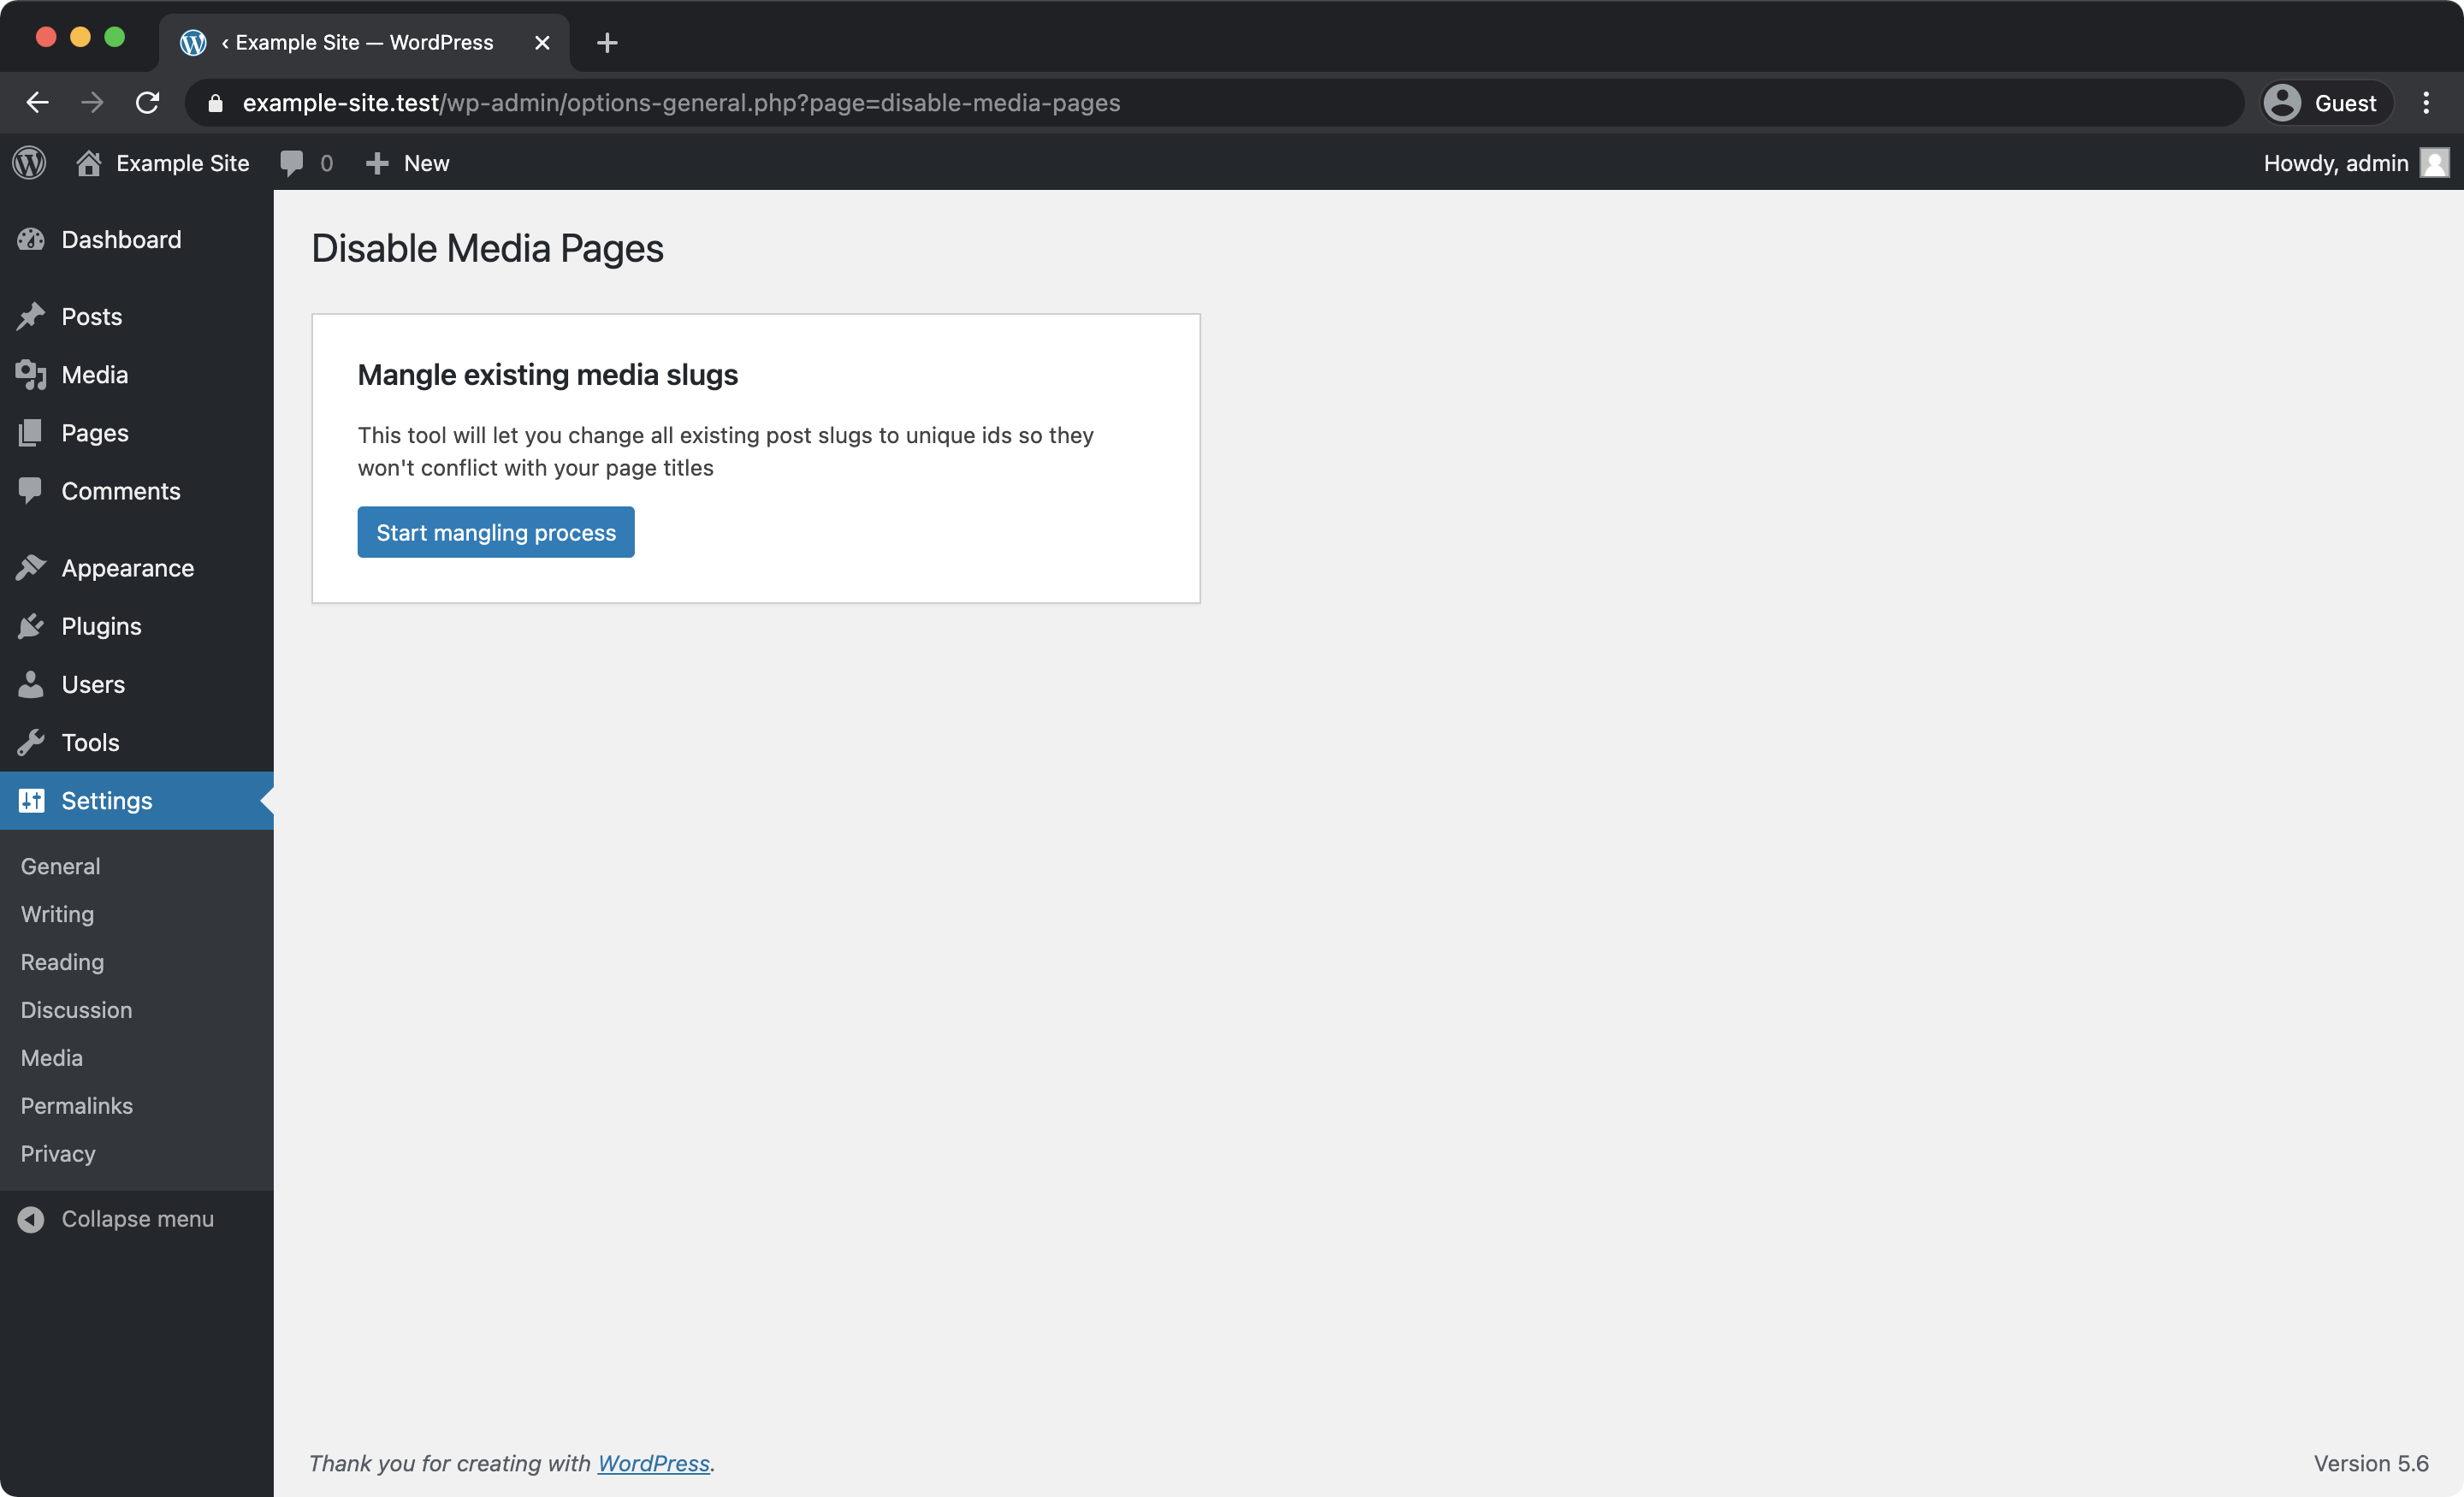 ‹ Example Site — WordPress
example-site.test/wp-admin/options-general.php?page=disable-media-pages
Guest
Example Site
0
New
Howdy, admin
Dashboard
Posts
Media
Pages
Comments
Appearance
Plugins
Users
Tools
Settings
General
Writing
Reading
Discussion
Media
Permalinks
Privacy
Collapse menu
Disable Media Pages
Mangle existing media slugs
This tool will let you change all existing post slugs to unique ids so they
won't conflict with your page titles
Start mangling process
Thank you for creating with WordPress.
Version 5.6